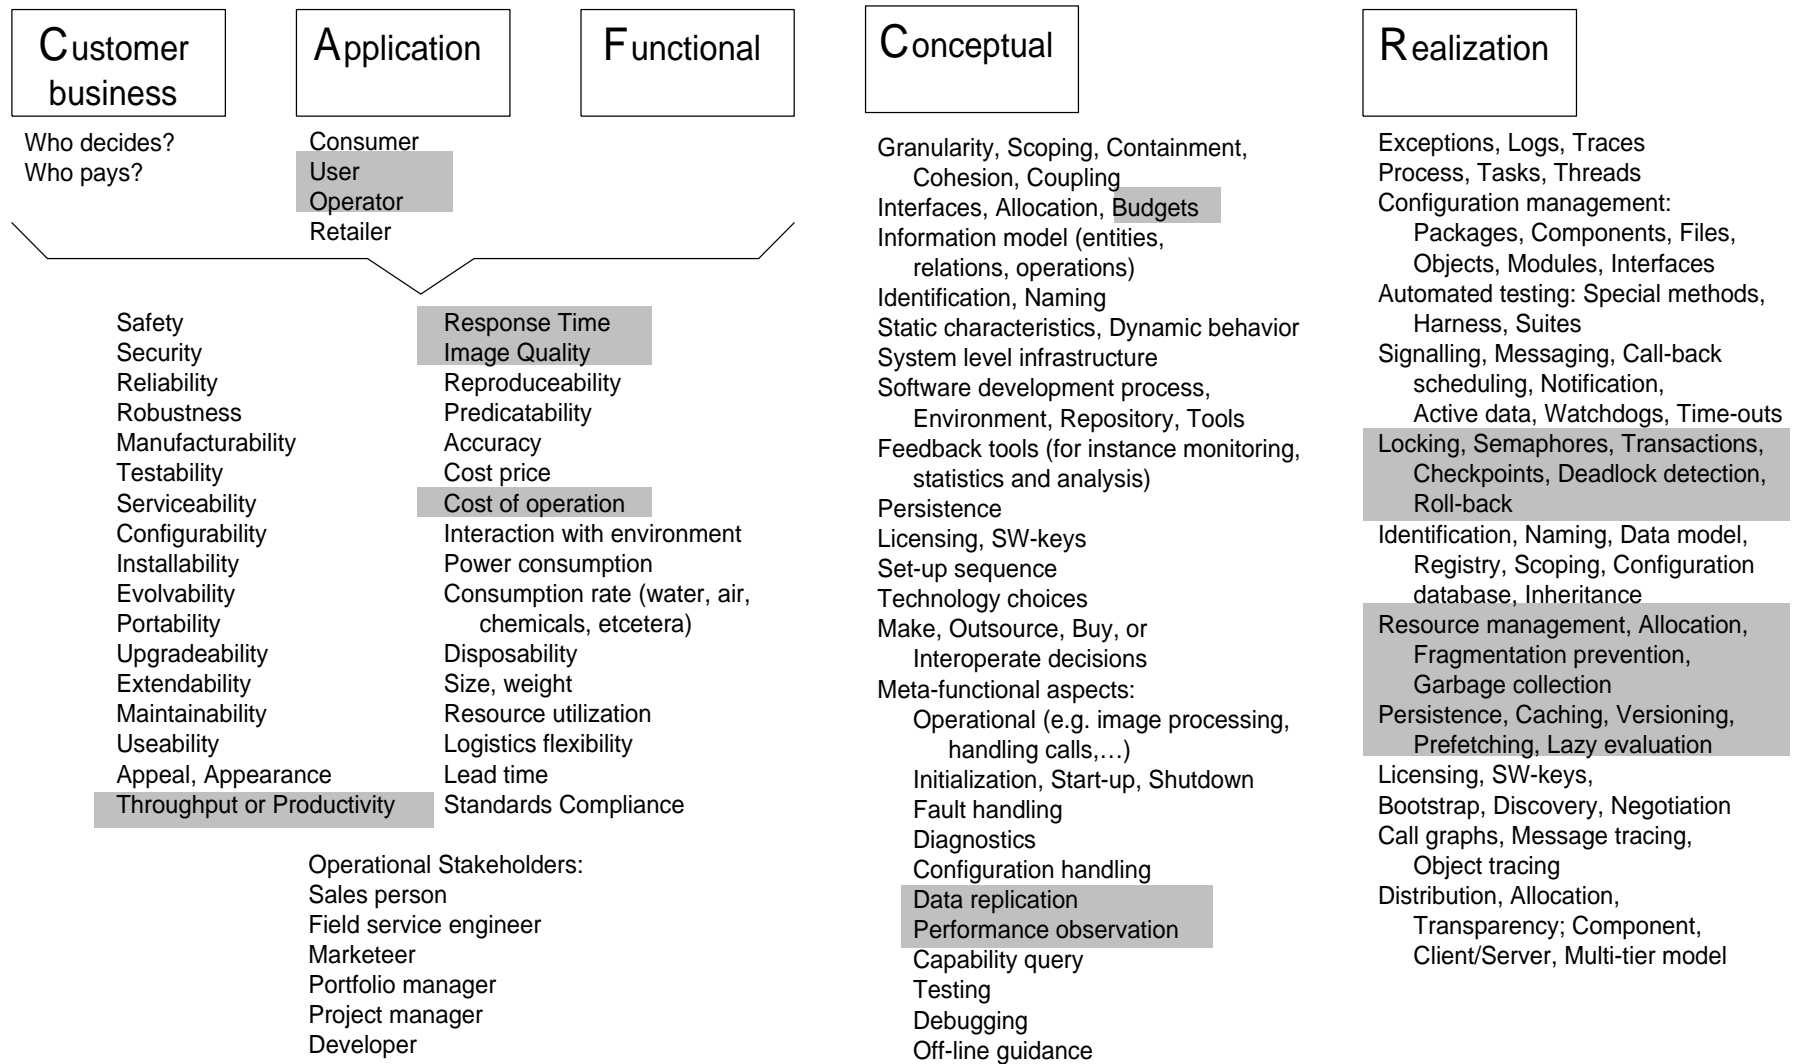 Customer
business
Application
Functional
Conceptual
Realization
Who decides?
Who pays?
Consumer
User
Operator
Retailer
Safety
Security
Reliability
Robustness
Manufacturability
Testability
Serviceability
Configurability
Installability
Evolvability
Portability
Upgradeability
Extendability
Maintainability
Useability
Appeal, Appearance
Throughput or Productivity
Response Time
Image Quality
Reproduceability
Predicatability
Accuracy
Cost price
Cost of operation
Interaction with environment
Power consumption
Consumption rate (water, air,
chemicals, etcetera)
Disposability
Size, weight
Resource utilization
Logistics flexibility
Lead time
Standards Compliance
Operational Stakeholders:
Sales person
Field service engineer
Marketeer
Portfolio manager
Project manager
Developer
Granularity, Scoping, Containment,
Cohesion, Coupling
Interfaces, Allocation, Budgets
Information model (entities,
relations, operations)
Identification, Naming
Static characteristics, Dynamic behavior
System level infrastructure
Software development process,
Environment, Repository, Tools
Feedback tools (for instance monitoring,
statistics and analysis)
Persistence
Licensing, SW-keys
Set-up sequence
Technology choices
Make, Outsource, Buy, or
Interoperate decisions
Meta-functional aspects:
Operational (e.g. image processing,
handling calls,…)
Initialization, Start-up, Shutdown
Fault handling
Diagnostics
Configuration handling
Data replication
Performance observation
Capability query
Testing
Debugging
Off-line guidance
Exceptions, Logs, Traces
Process, Tasks, Threads
Configuration management:
Packages, Components, Files,
Objects, Modules, Interfaces
Automated testing: Special methods,
Harness, Suites
Signalling, Messaging, Call-back
scheduling, Notification,
Active data, Watchdogs, Time-outs
Locking, Semaphores, Transactions,
Checkpoints, Deadlock detection,
Roll-back
Identification, Naming, Data model,
Registry, Scoping, Configuration
database, Inheritance
Resource management, Allocation,
Fragmentation prevention,
Garbage collection
Persistence, Caching, Versioning,
Prefetching, Lazy evaluation
Licensing, SW-keys,
Bootstrap, Discovery, Negotiation
Call graphs, Message tracing,
Object tracing
Distribution, Allocation,
Transparency; Component,
Client/Server, Multi-tier model